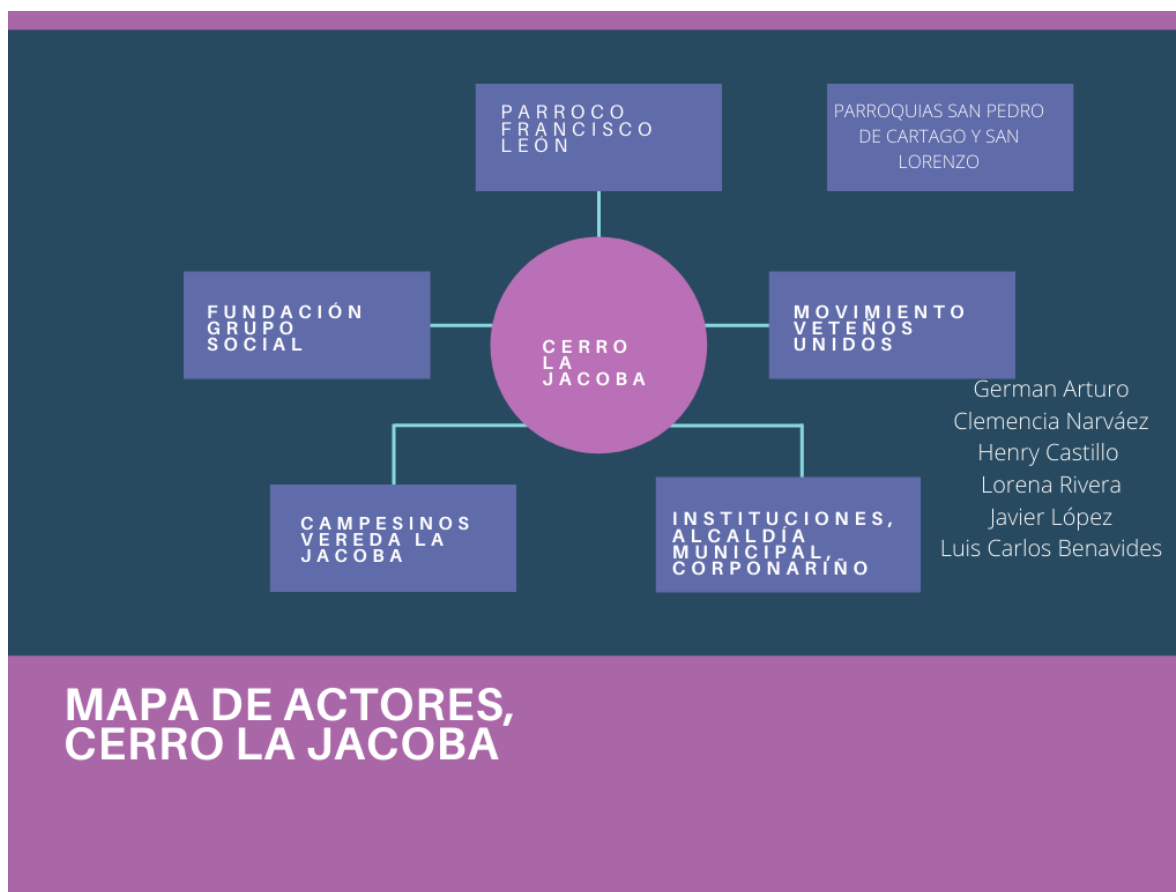 PARROCO
FRANCISCO
LEÓN
PARROQUIAS SAN PEDRO
DE CARTAGO Y SAN
LORENZO
FUNDACIÓN
GRUPO
SOCIAL
CERRO
LA
JACOBA
MOVIMIENTO
VETEÑOS
UNIDOS
German Arturo
Clemencia Narváez
Henry Castillo
Lorena Rivera
Javier López
Luis Carlos Benavides
CAMPESINOS
VEREDA LA
JACOBA
INSTITUCIONES,
ALCALDÍA
MUNICIPAL,
CORPONARIÑO
MAPA DE ACTORES,
CERRO LA JACOBA